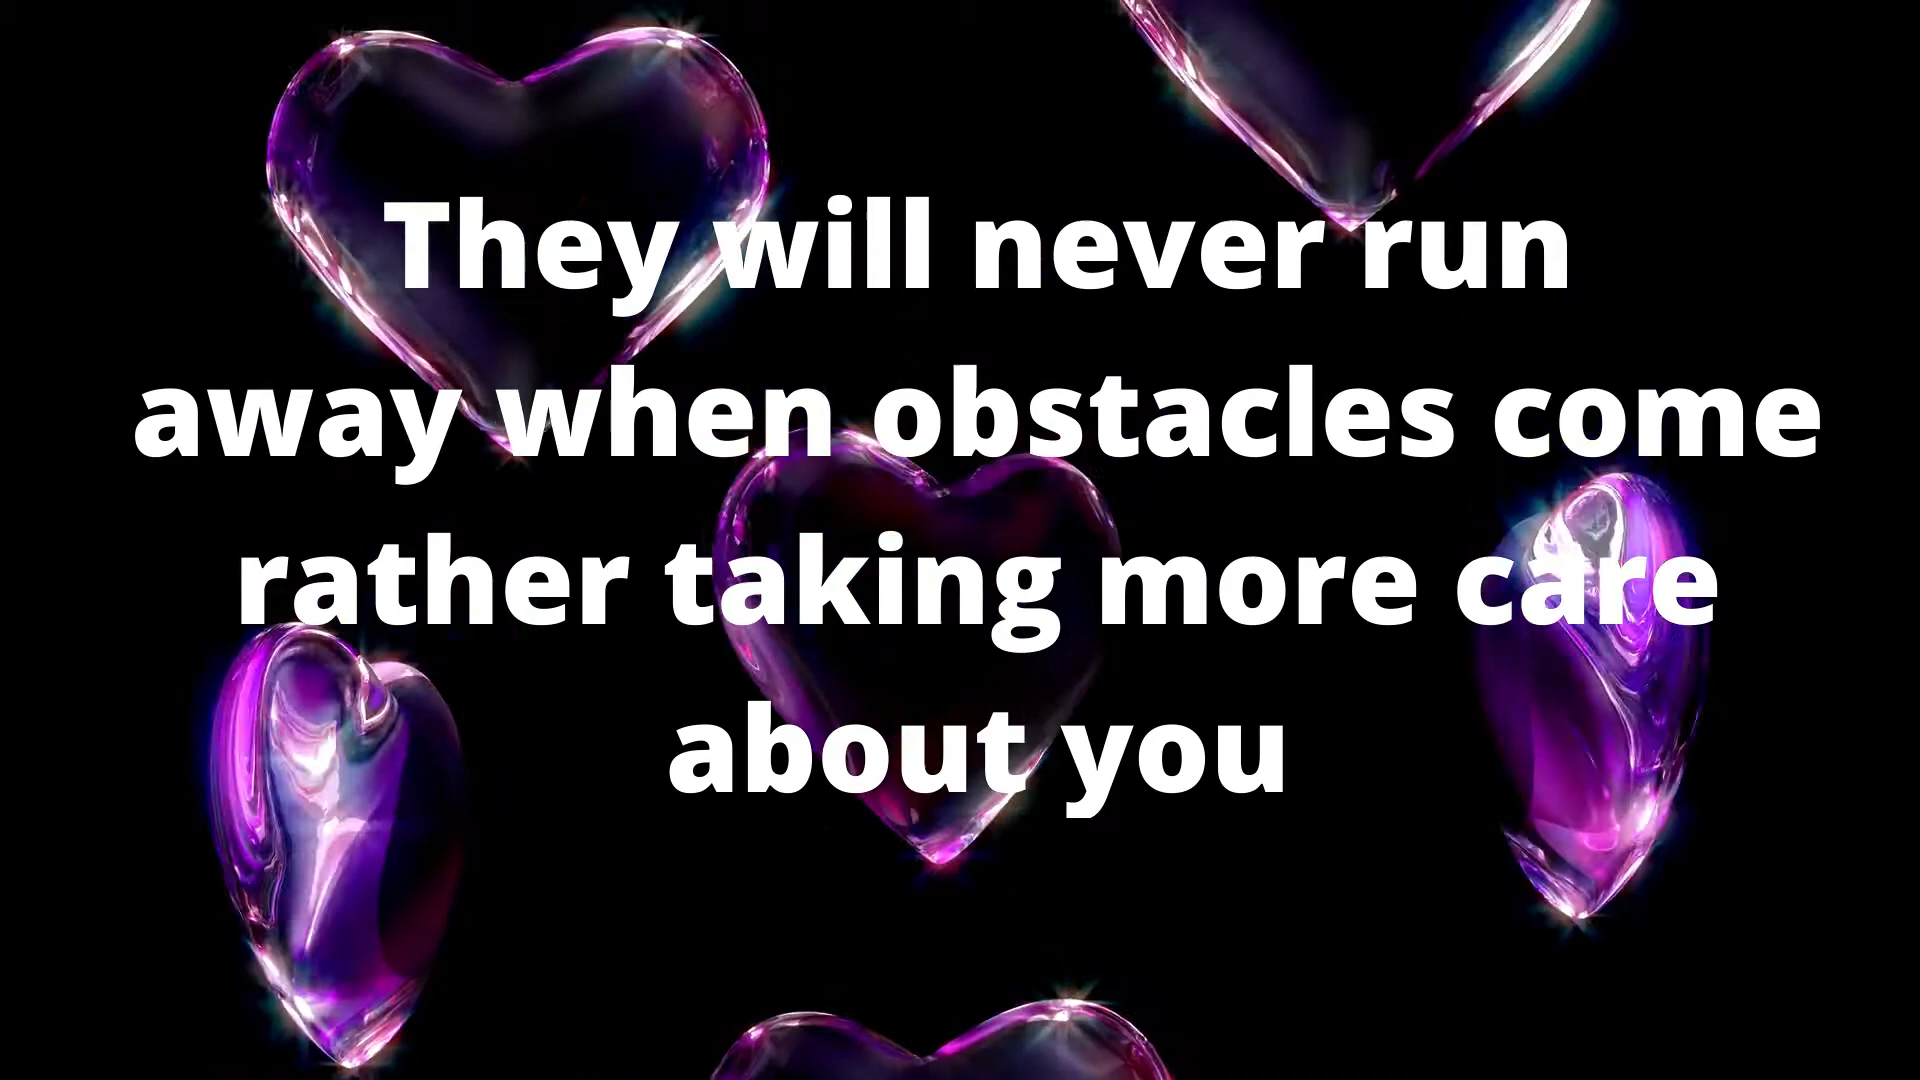 They will never run
away when obstacles come
rather taking more care
about you